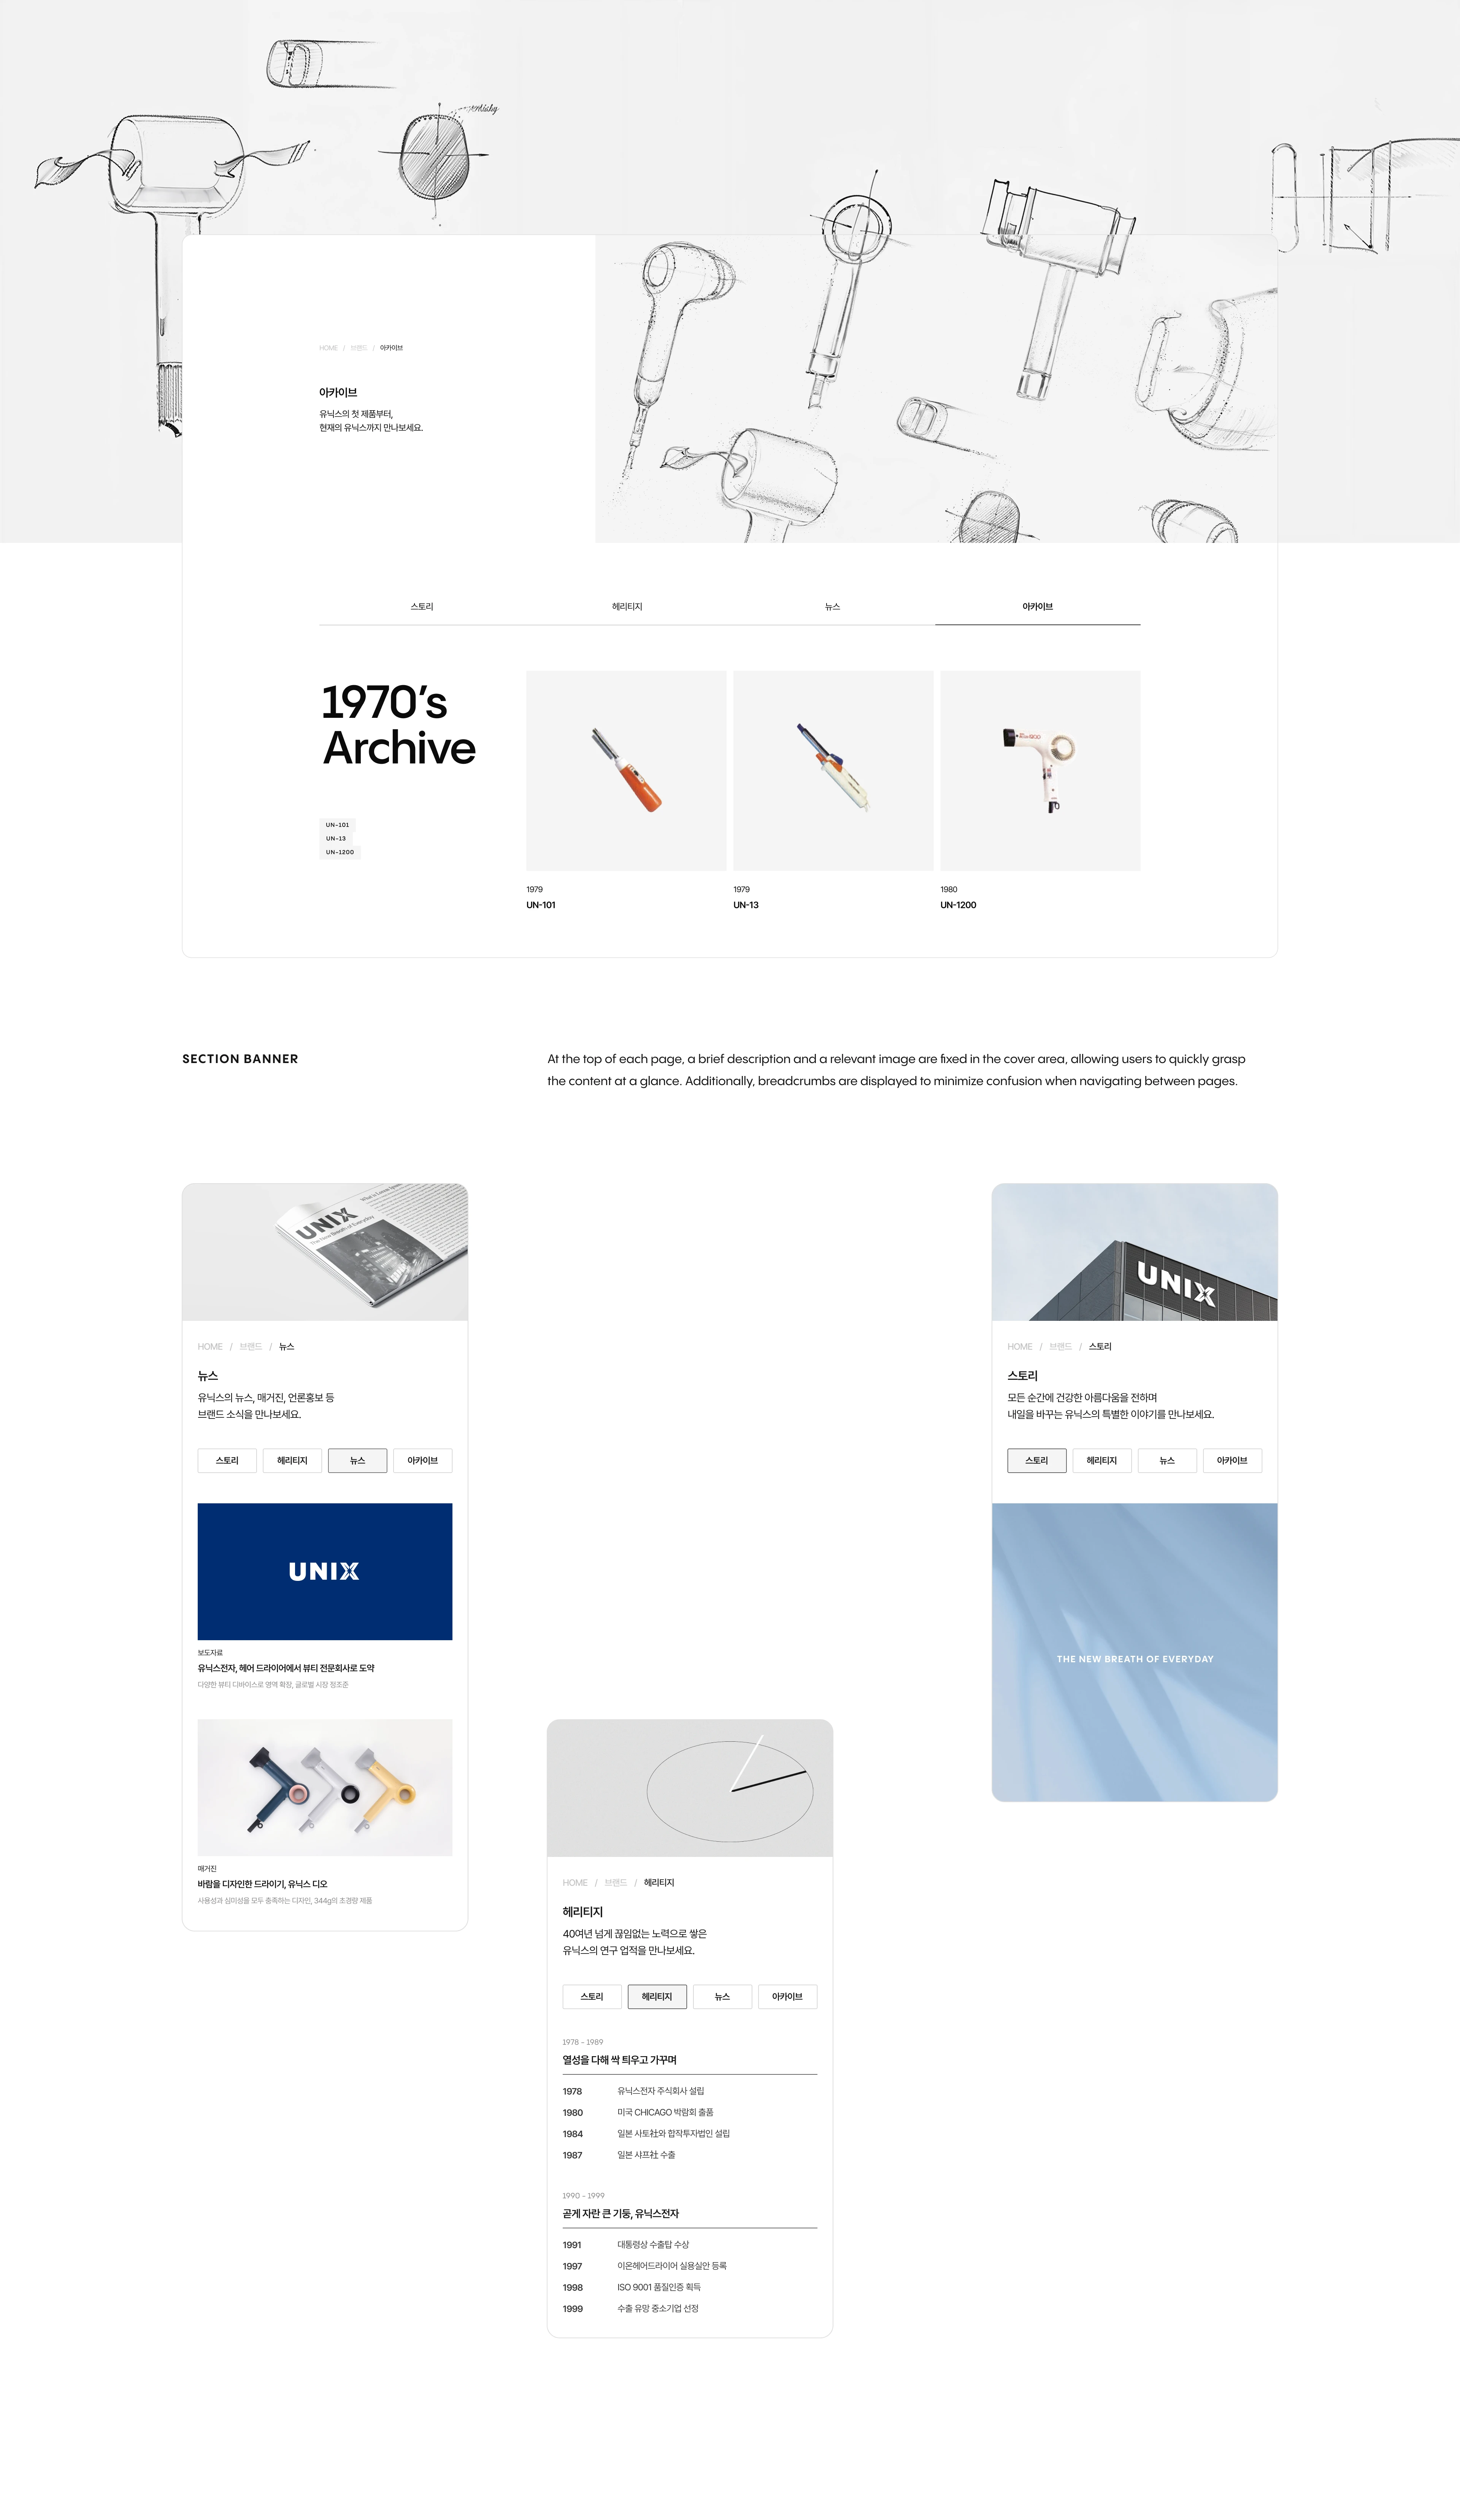 HOME / 브랜드 / 아카이브
아카이브
유닉스의 첫 제품부터,
현재의 유닉스까지 만나보세요.
스토리 헤리티지 뉴스 아카이브
1970's
Archive
UN-101
UN-13
UN-1200
1979
UN-101
1979
UN-13
1980
UN-1200
SECTION BANNER
At the top of each page, a brief description and a relevant image are fixed in the cover area, allowing users to quickly grasp
the content at a glance. Additionally, breadcrumbs are displayed to minimize confusion when navigating between pages.
UNIX
HOME / 브랜드 / 뉴스
뉴스
유닉스의 뉴스, 매거진, 언론홍보 등
브랜드 소식을 만나보세요.
스토리 헤리티지 뉴스 아카이브
UNIX
보도자료
유닉스전자, 헤어 드라이어에서 뷰티 전문회사로 도약
다양한 뷰티 디바이스로 영역 확장, 글로벌 시장 정조준
매거진
바람을 디자인한 드라이기, 유닉스 디오
사용성과 심미성을 모두 충족하는 디자인, 344g의 초경량 제품
HOME / 브랜드 / 헤리티지
헤리티지
40여년 넘게 끊임없는 노력으로 쌓은
유닉스의 연구 업적을 만나보세요.
스토리 헤리티지 뉴스 아카이브
1978 - 1989
열성을 다해 싹 틔우고 가꾸며
1978 유닉스전자 주식회사 설립
1980 미국 CHICAGO 박람회 출품
1984 일본 사토社와 합작투자법인 설립
1987 일본 샤프社 수출
1990 - 1999
곧게 자란 큰 기둥, 유닉스전자
1991 대통령상 수출탑 수상
1997 이온헤어드라이어 실용실안 등록
1998 ISO 9001 품질인증 획득
1999 수출 유망 중소기업 선정
UNIX
HOME / 브랜드 / 스토리
스토리
모든 순간에 건강한 아름다움을 전하며
내일을 바꾸는 유닉스의 특별한 이야기를 만나보세요.
스토리 헤리티지 뉴스 아카이브
THE NEW BREATH OF EVERYDAY